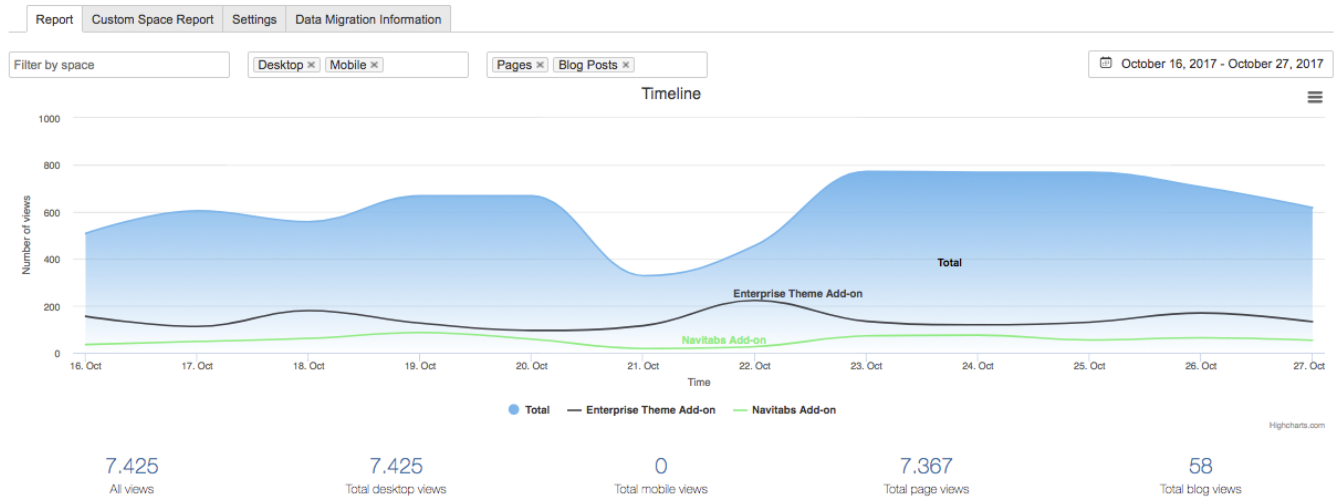 Report Custom Space Report Settings Data Migration Information
Filter by space Desktop × Mobile × Pages × Blog Posts × October 16, 2017 - October 27, 2017
Timeline
1000
800
600
400
200
0
Number of views
Total
Enterprise Theme Add-on
Navitabs Add-on
16. Oct 17. Oct 18. Oct 19. Oct 20. Oct 21. Oct 22. Oct 23. Oct 24. Oct 25. Oct 26. Oct 27. Oct
Time
Total Enterprise Theme Add-on Navitabs Add-on
Highcharts.com
7.425 7.425 0 7.367 58
All views Total desktop views Total mobile views Total page views Total blog views